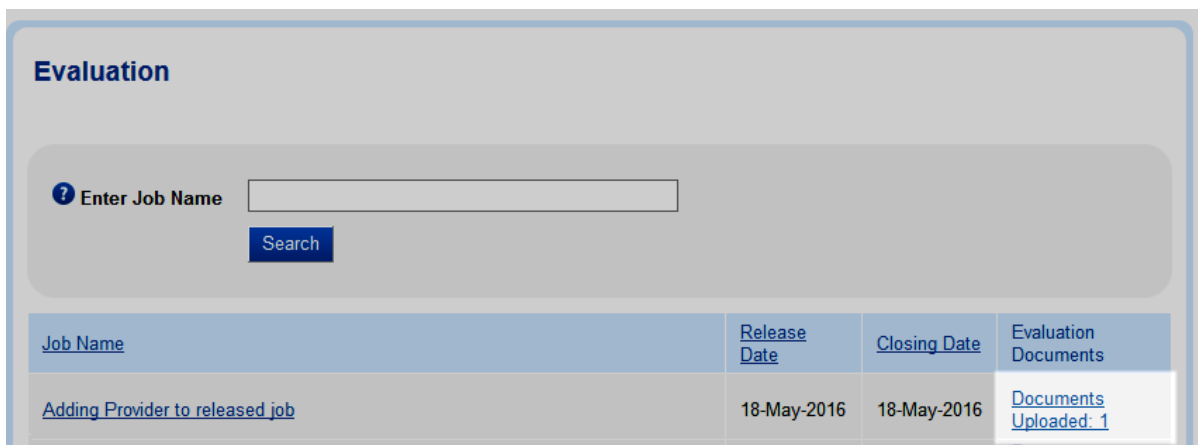 Evaluation
? Enter Job Name
Search
Job Name
Release
Date
Closing Date
Evaluation
Documents
Adding Provider to released job
18-May-2016
18-May-2016
Documents
Uploaded: 1